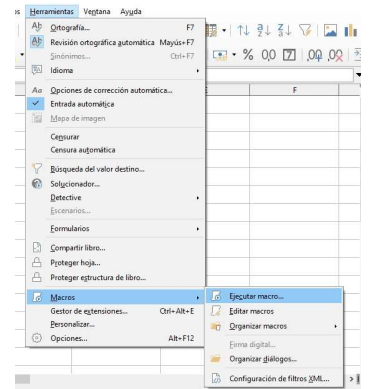 os Herramientas Ventana Ayuda
Ortografía... F7
Revisión ortográfica automática Mayús+F7
Sinónimos... Ctrl+F7
Idioma
Opciones de corrección automática...
Entrada automática
Mapa de imagen
Censurar
Censura automática
Búsqueda del valor destino...
Solucionador...
Detective
Escenarios...
Formularios
Compartir libro...
Proteger hoja...
Proteger estructura de libro...
Macros
Gestor de extensiones... Ctrl+Alt+E
Personalizar...
Opciones... Alt+F12
% 0,0 7
F
Ejecutar macro...
Editar macros
Organizar macros
Firma digital...
Organizar diálogos...
Configuración de filtros XML...